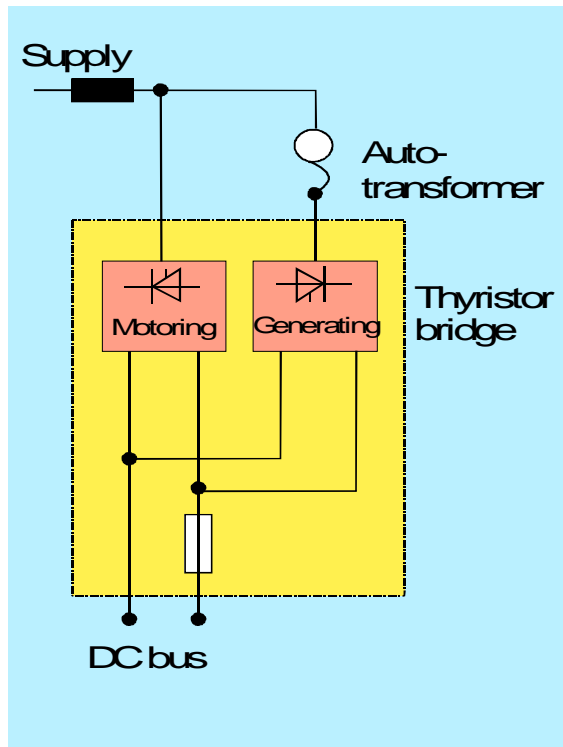 Supply
Auto-
transformer
Motoring
Generating
Thyristor
bridge
DC bus